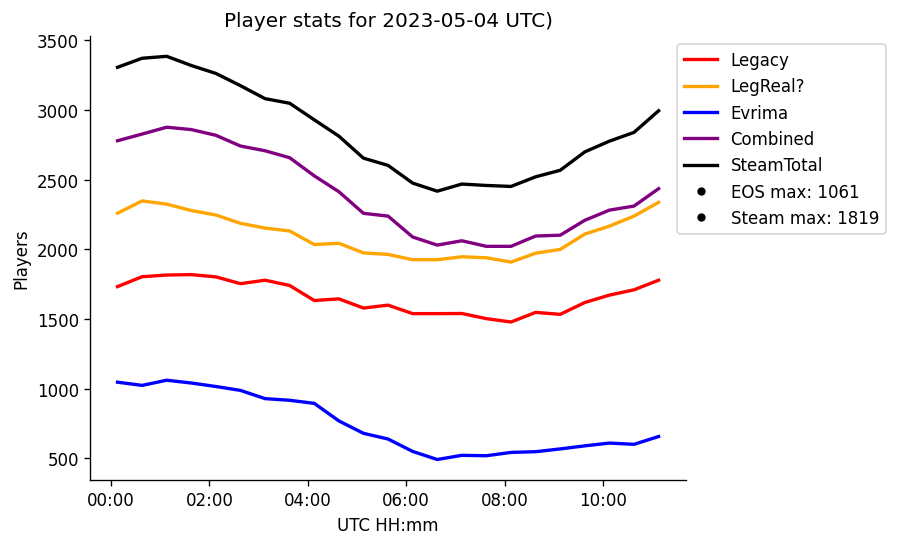 Player stats for 2023-05-04 UTC)
3500
3000
2500
2000
1500
1000
500
Players
00:00 02:00 04:00 06:00 08:00 10:00
UTC HH:mm
Legacy
LegReal?
Evrima
Combined
SteamTotal
EOS max: 1061
Steam max: 1819